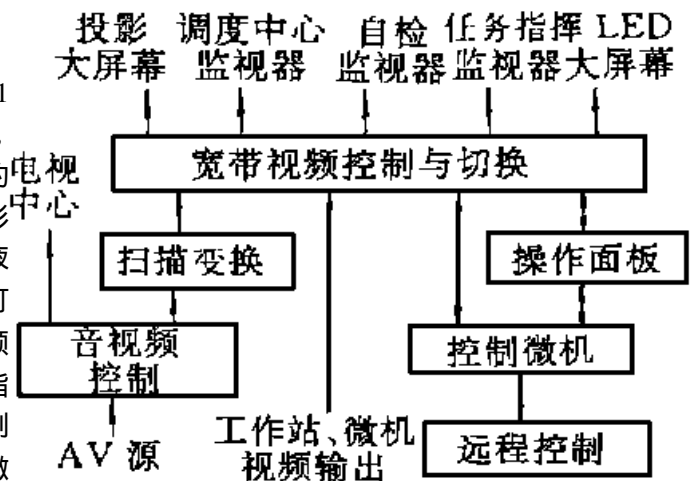 投影 调度中心 自检 任务指挥 LED
大屏幕 监视器 监视器 监视器 大屏幕
电视
中心
宽带视频控制与切换
扫描变换
操作面板
音视频
控制
控制微机
AV 源
工作站、微机
视频输出
远程控制